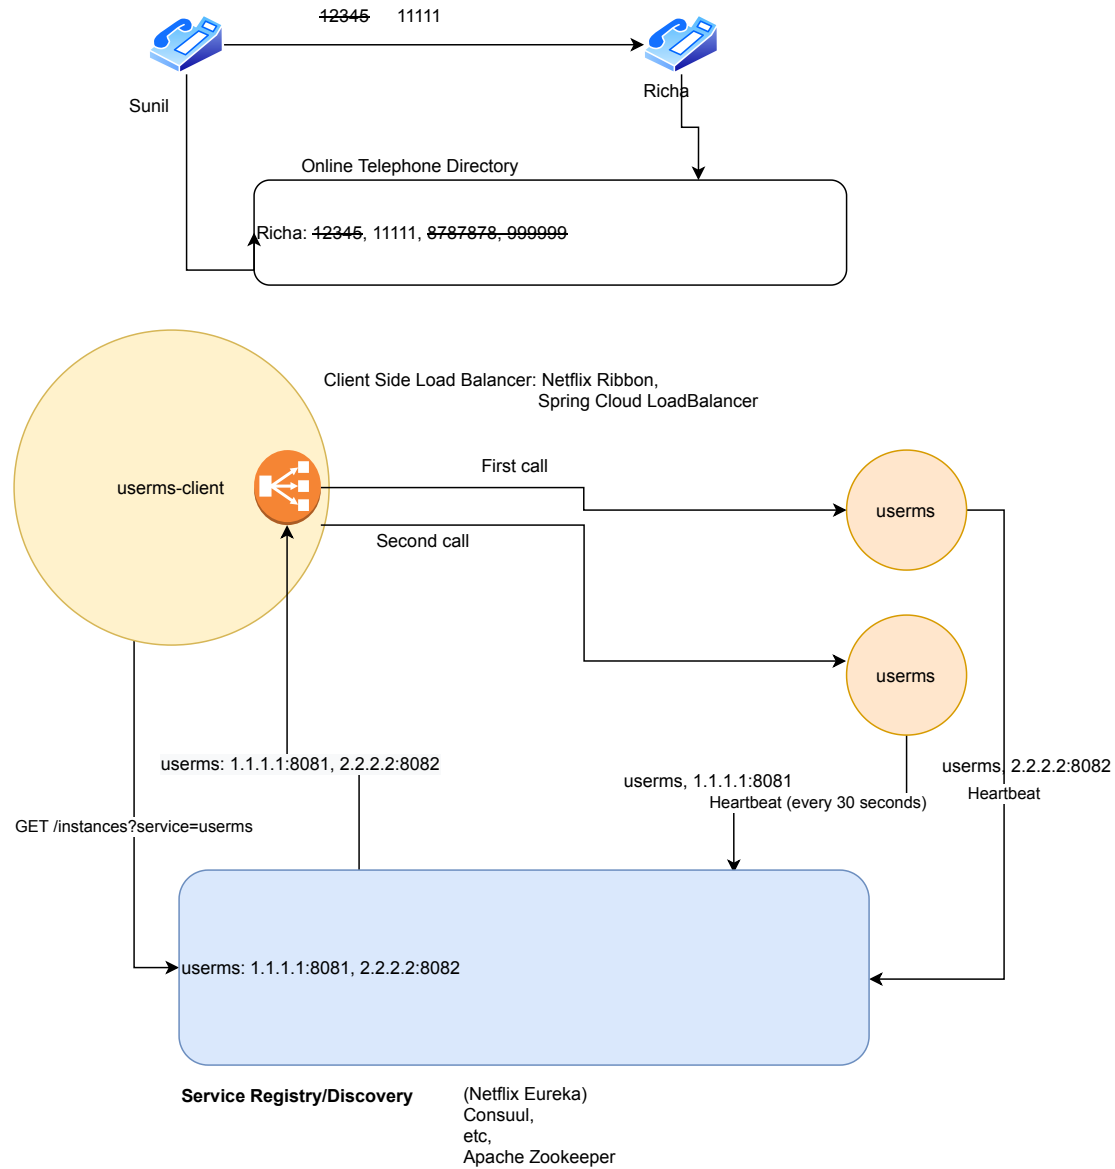 12345 11111
Sunil
Richa
Online Telephone Directory
Richa: 12345, 11111, 8787878, 999999
Client Side Load Balancer: Netflix Ribbon,
Spring Cloud LoadBalancer
First call
userms-client
userms
Second call
userms
userms: 1.1.1.1:8081, 2.2.2.2:8082
userms, 2.2.2.2:8082
userms, 1.1.1.1:8081
Heartbeat
Heartbeat (every 30 seconds)
GET /instances?service=userms
userms: 1.1.1.1:8081, 2.2.2.2:8082
Service Registry/Discovery
(Netflix Eureka)
Consuul,
etc,
Apache Zookeeper